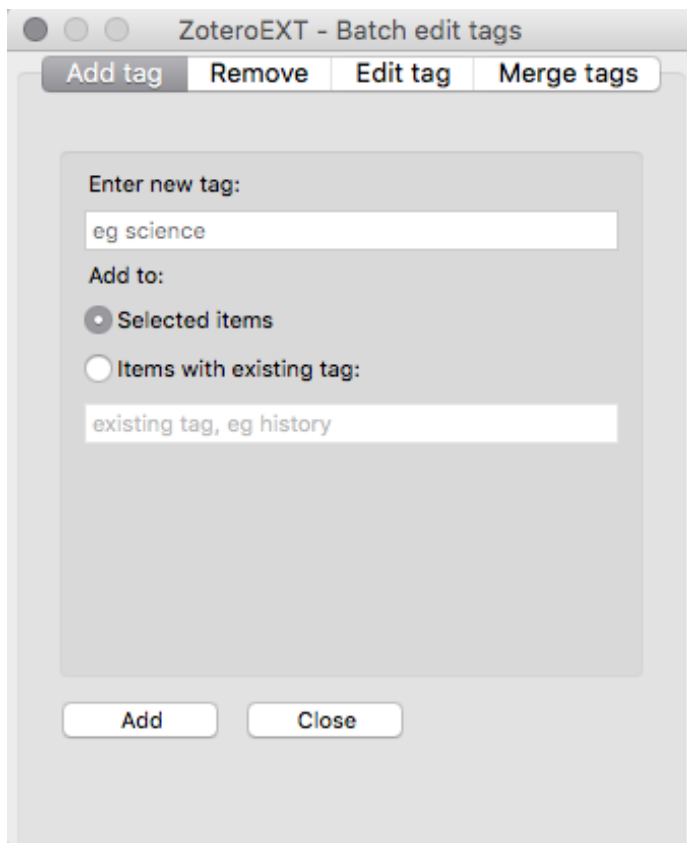 ZoteroEXT - Batch edit tags
Add tag Remove Edit tag Merge tags
Enter new tag:
eg science
Add to:
Selected items
Items with existing tag:
existing tag, eg history
Add Close